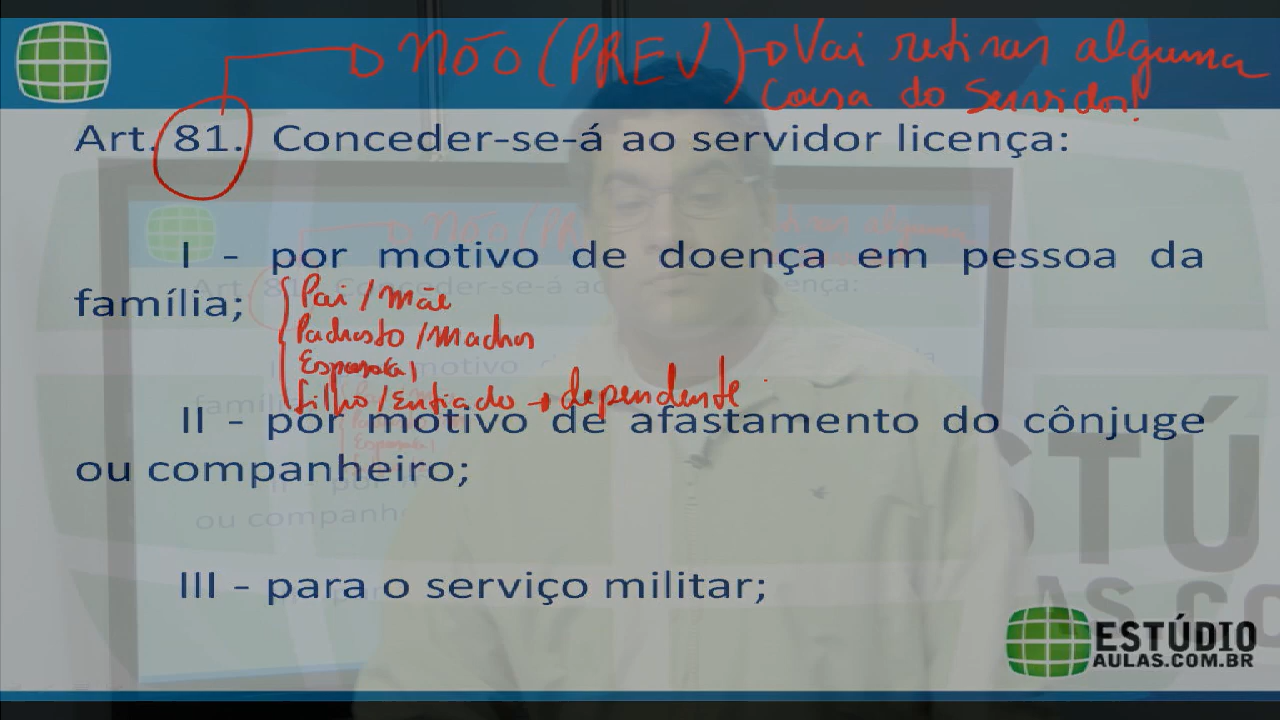 NÃO (PREV) Vai retirar alguma
coisa do Servidor!
Art. 81. Conceder-se-á ao servidor licença:
I - por motivo de doença em pessoa da
família;
Pai / Mãe
Padrasto / Madras
Esposo(a)
filho / Entiado → dependente
II - por motivo de afastamento do cônjuge
ou companheiro;
III - para o serviço militar;
ESTÚDIO
AULAS.COM.BR